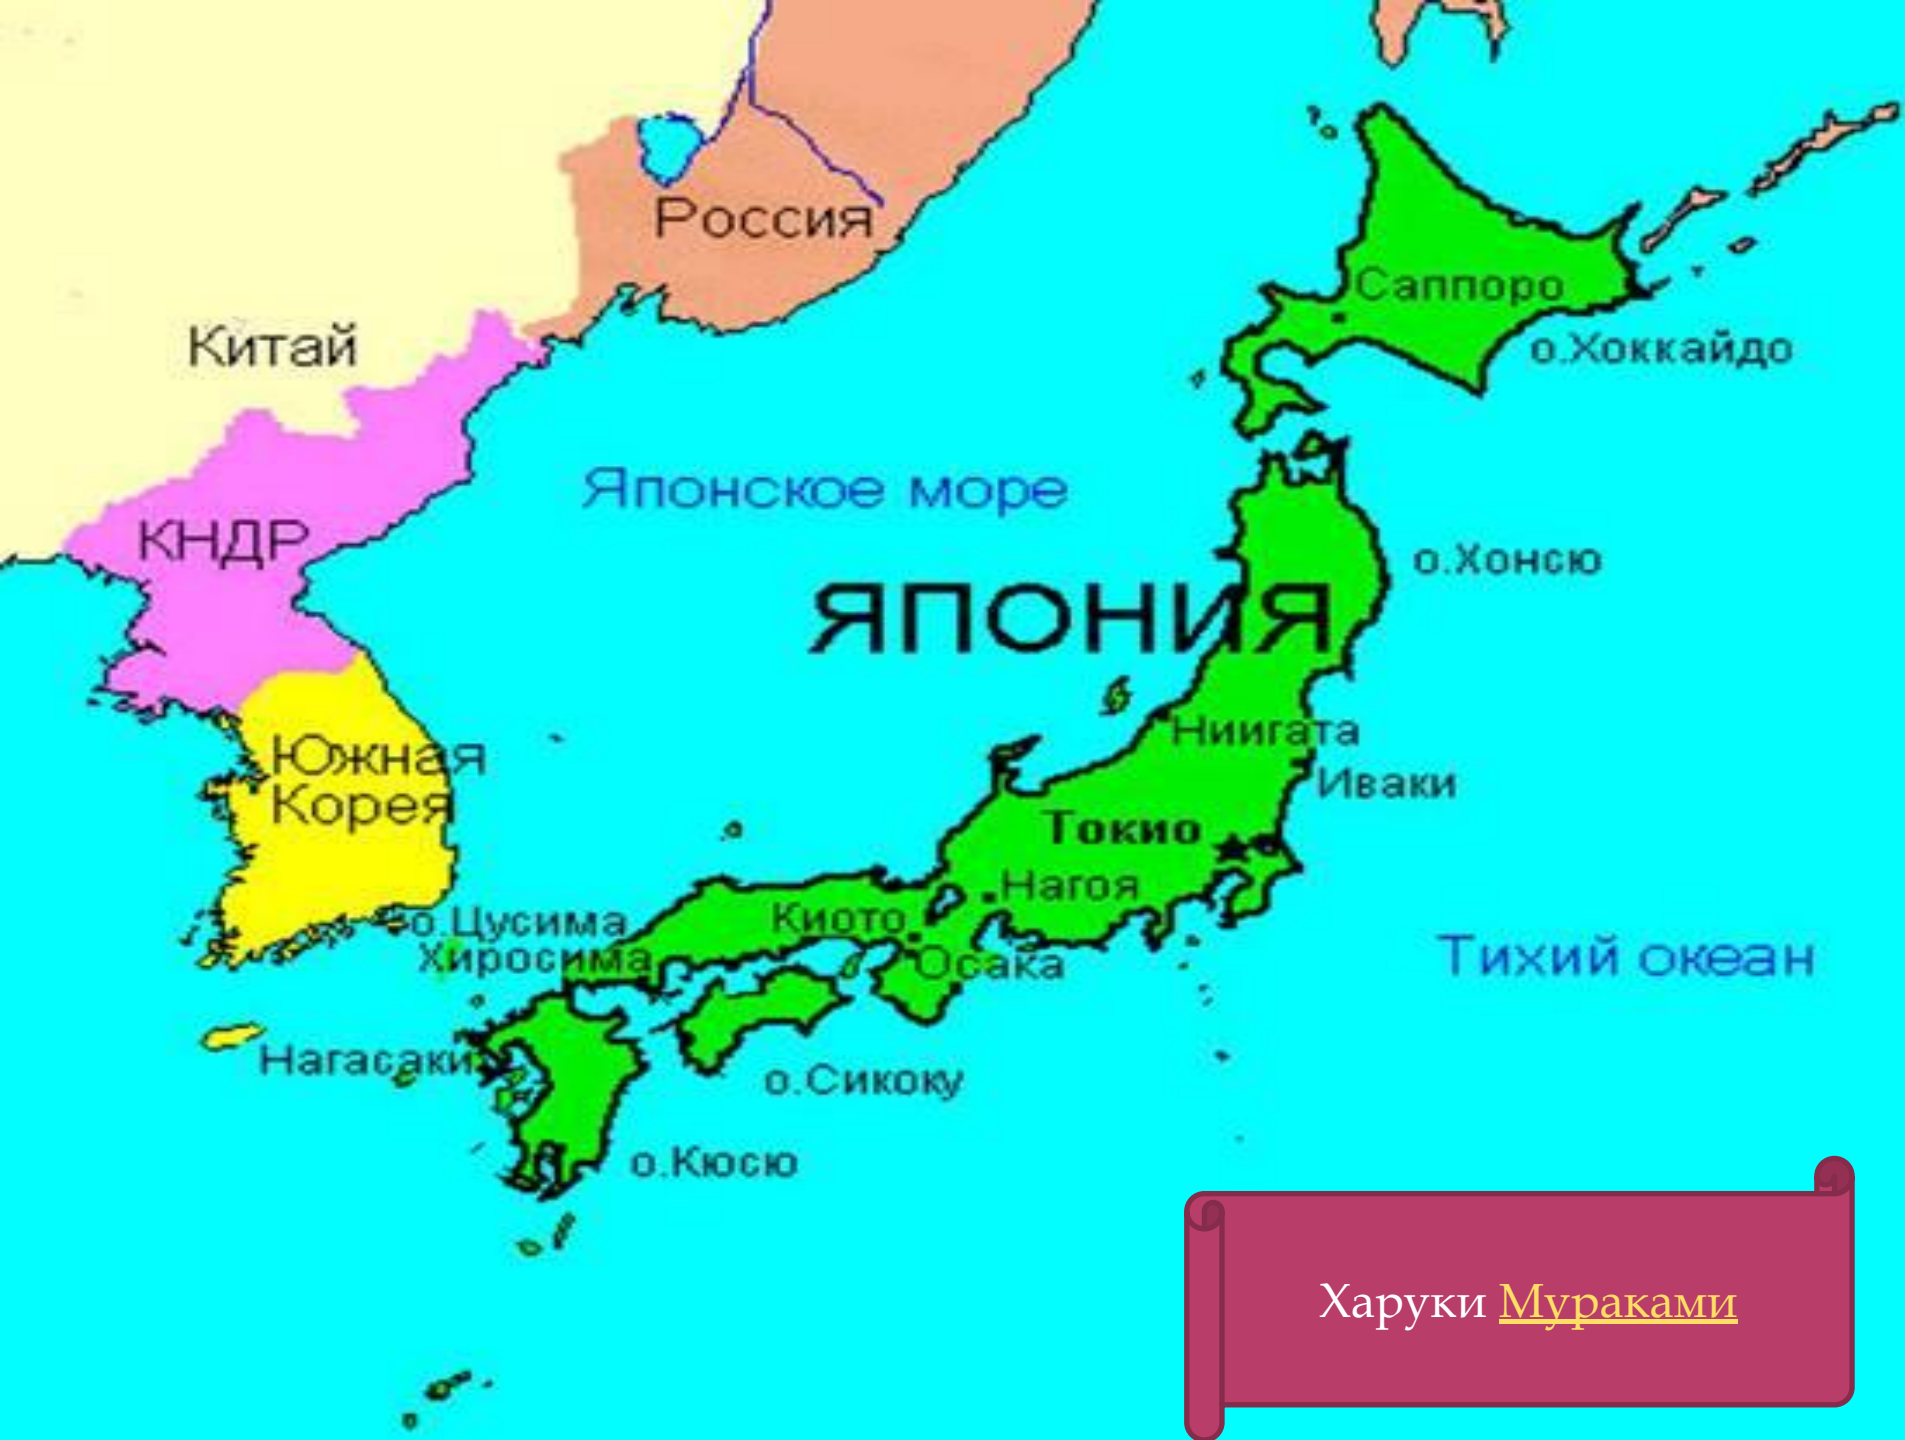 Россия
Саппоро
Китай
о.Хоккайдо
Японское море
КНДР
о.Хонсю
ЯПОНИЯ
Ниигата
Южная
Корея
Иваки
Токио
Нагоя
о.Цусима
Киото
Хиросима
Осака
Тихий океан
Нагасаки
о.Сикоку
о.Кюсю
Харуки Мураками